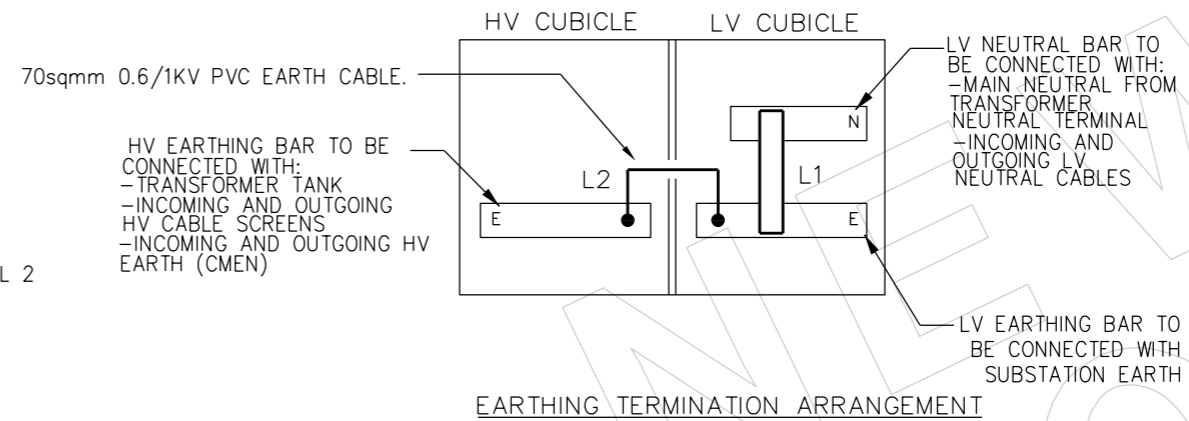 HV CUBICLE
LV CUBICLE
70sqmm 0.6/1KV PVC EARTH CABLE.
LV NEUTRAL BAR TO
BE CONNECTED WITH:
-MAIN NEUTRAL FROM
TRANSFORMER
NEUTRAL TERMINAL
-INCOMING AND
OUTGOING LV
NEUTRAL CABLES
HV EARTHING BAR TO BE
CONNECTED WITH:
-TRANSFORMER TANK
-INCOMING AND OUTGOING
HV CABLE SCREENS
-INCOMING AND OUTGOING HV
EARTH (CMEN)
N
L2
L1
E
E
L 2
LV EARTHING BAR TO
BE CONNECTED WITH
SUBSTATION EARTH
EARTHING TERMINATION ARRANGEMENT